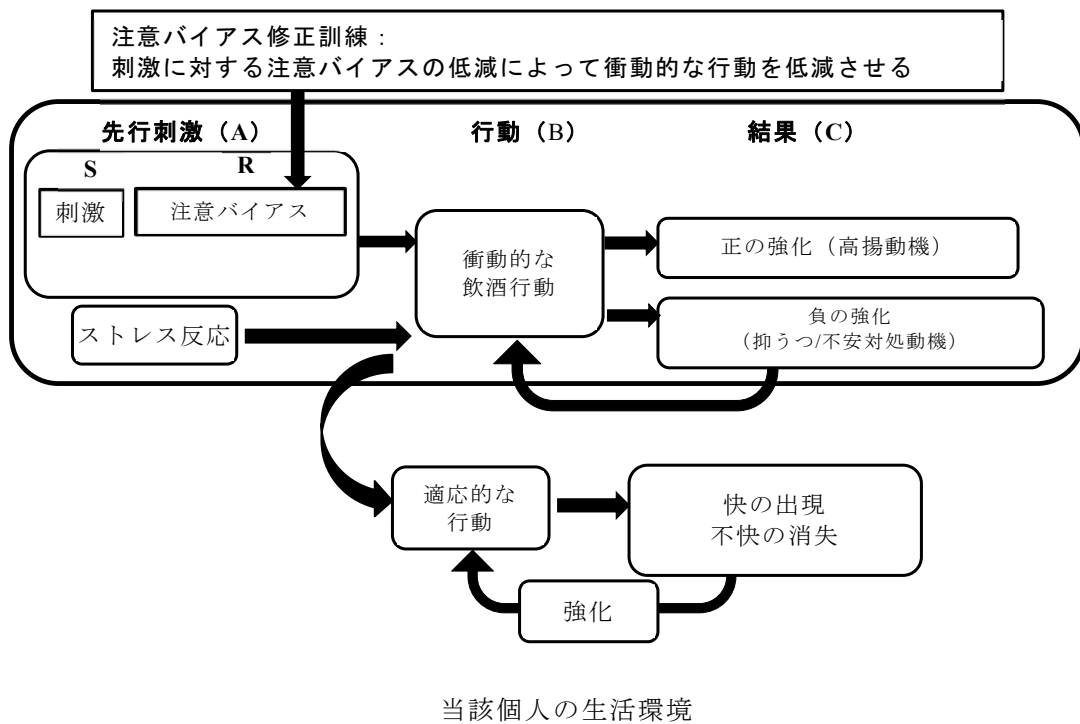 注意バイアス修正訓練：
刺激に対する注意バイアスの低減によって衝動的な行動を低減させる
先行刺激（A）
行動（B）
結果（C）
S
R
刺激
注意バイアス
衝動的な
飲酒行動
正の強化（高揚動機）
ストレス反応
負の強化
（抑うつ/不安対処動機）
適応的な
行動
快の出現
不快の消失
強化
当該個人の生活環境